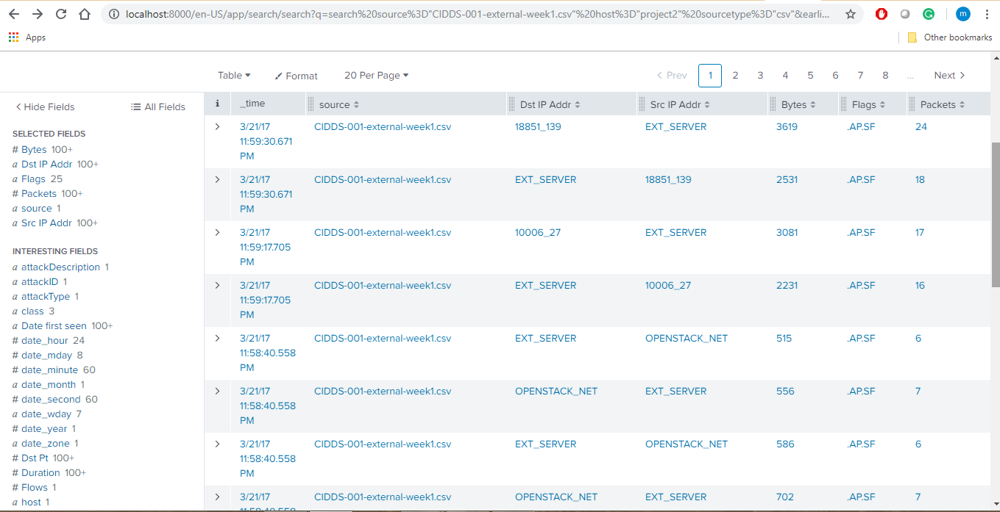 localhost:8000/en-US/app/search/search?q=search%20source%3D"CIDDS-001-external-week1.csv"%20host%3D"project2"%20sourcetype%3D"csv"&earli...
m
Apps
Other bookmarks
Table
Format
20 Per Page
Prev 1 2 3 4 5 6 7 8 ... Next
Hide Fields
All Fields
SELECTED FIELDS
# Bytes 100+
a Dst IP Addr 100+
a Flags 25
# Packets 100+
a source 1
a Src IP Addr 100+
INTERESTING FIELDS
a attackDescription 1
a attackID 1
a attackType 1
a class 3
a Date first seen 100+
# date_hour 24
# date_mday 8
# date_minute 60
a date_month 1
# date_second 60
a date_wday 7
# date_year 1
a date_zone 1
# Dst Pt 100+
# Duration 100+
# Flows 1
a host 1
i _time source Dst IP Addr Src IP Addr Bytes Flags Packets
3/21/17 CIDDS-001-external-week1.csv 18851_139 EXT_SERVER 3619 .AP.SF 24
11:59:30.671
PM
3/21/17 CIDDS-001-external-week1.csv EXT_SERVER 18851_139 2531 .AP.SF 18
11:59:30.671
PM
3/21/17 CIDDS-001-external-week1.csv 10006_27 EXT_SERVER 3081 .AP.SF 17
11:59:17.705
PM
3/21/17 CIDDS-001-external-week1.csv EXT_SERVER 10006_27 2231 .AP.SF 16
11:59:17.705
PM
3/21/17 CIDDS-001-external-week1.csv EXT_SERVER OPENSTACK_NET 515 .AP.SF 6
11:58:40.558
PM
3/21/17 CIDDS-001-external-week1.csv OPENSTACK_NET EXT_SERVER 556 .AP.SF 7
11:58:40.558
PM
3/21/17 CIDDS-001-external-week1.csv EXT_SERVER OPENSTACK_NET 586 .AP.SF 6
11:58:40.558
PM
3/21/17 CIDDS-001-external-week1.csv OPENSTACK_NET EXT_SERVER 702 .AP.SF 7